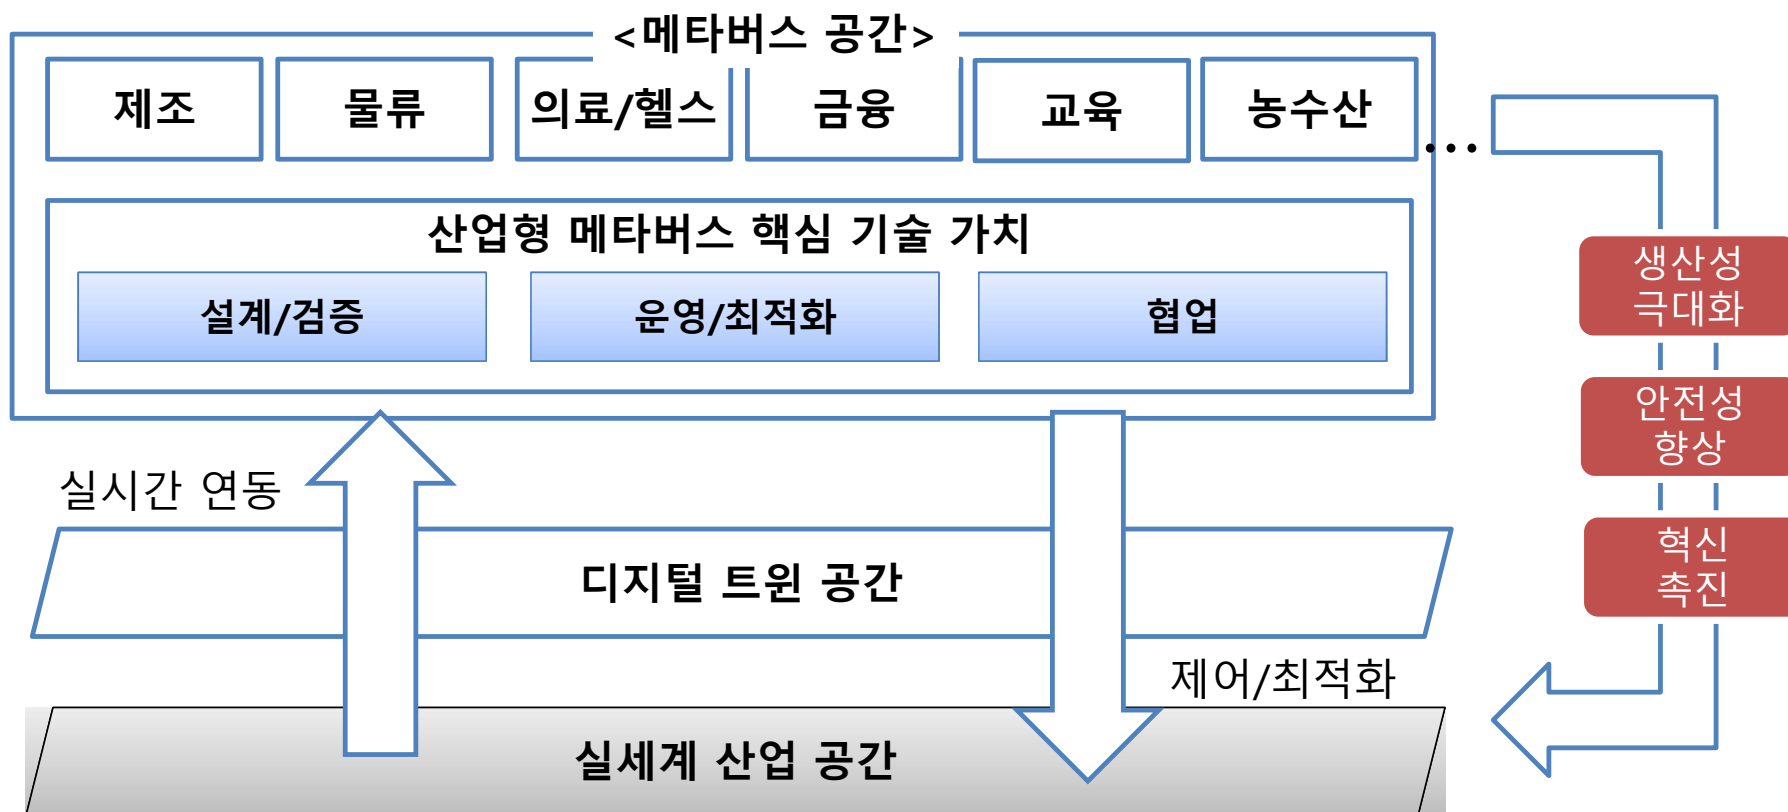 <메타버스 공간>
제조
물류
의료/헬스
금융
교육
농수산
...
산업형 메타버스 핵심 기술 가치
설계/검증
운영/최적화
협업
생산성
극대화
안전성
향상
혁신
촉진
실시간 연동
디지털 트윈 공간
제어/최적화
실세계 산업 공간